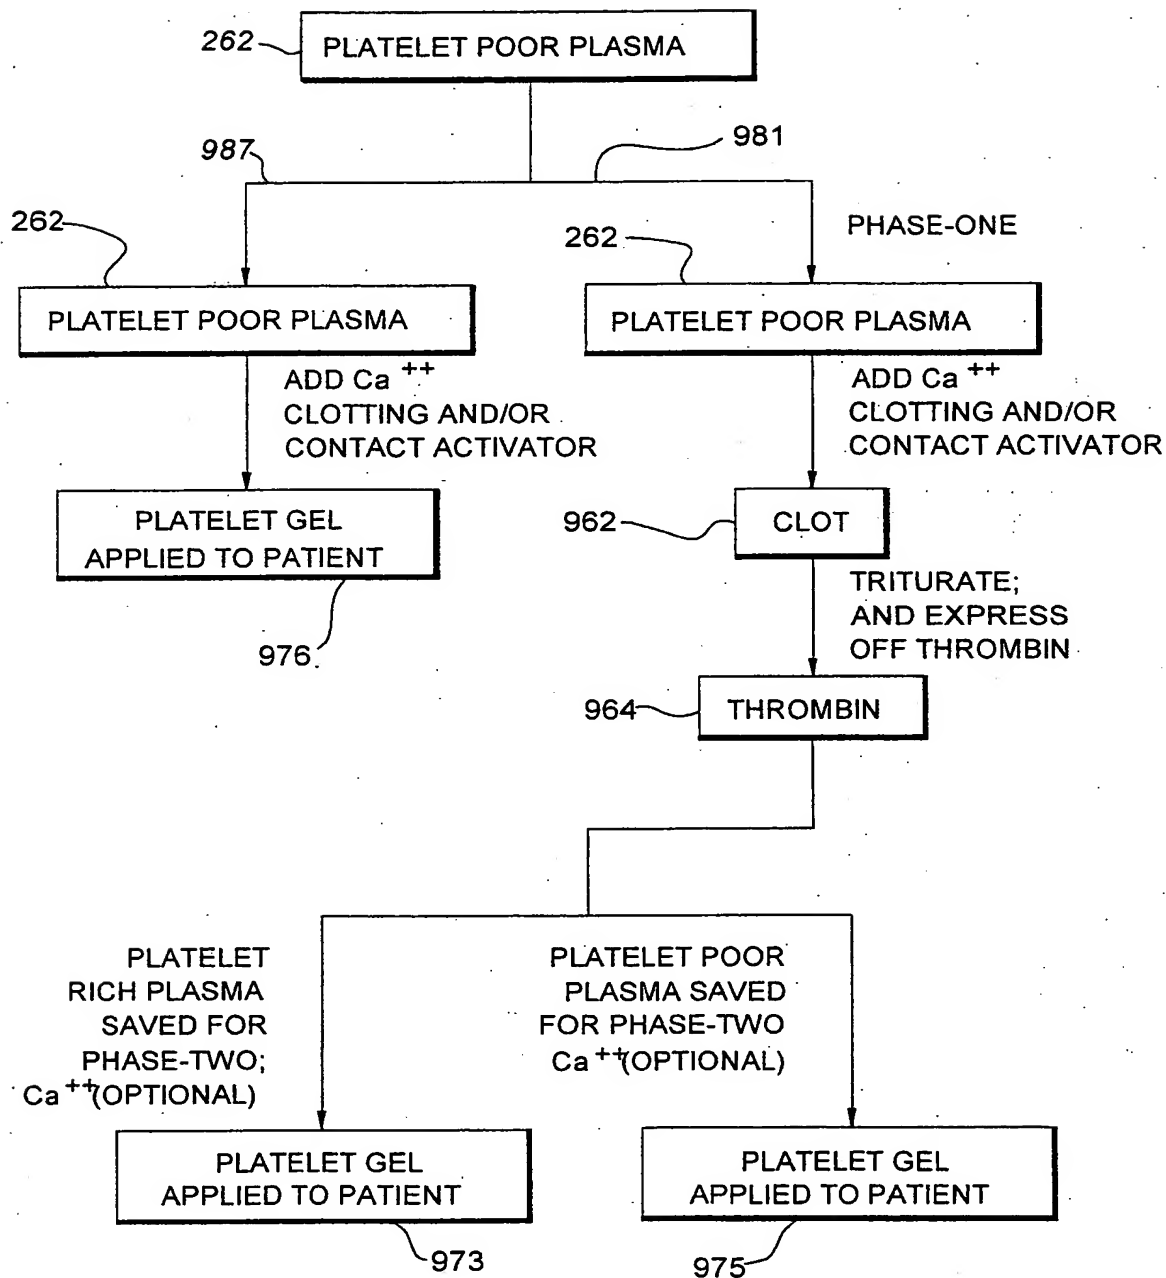 262
PLATELET POOR PLASMA
987
981
262
262
PHASE-ONE
PLATELET POOR PLASMA
PLATELET POOR PLASMA
ADD Ca ++
CLOTTING AND/OR
CONTACT ACTIVATOR
ADD Ca ++
CLOTTING AND/OR
CONTACT ACTIVATOR
PLATELET GEL
APPLIED TO PATIENT
976
962
CLOT
TRITURATE;
AND EXPRESS
OFF THROMBIN
964
THROMBIN
PLATELET
RICH PLASMA
SAVED FOR
PHASE-TWO;
Ca ++(OPTIONAL)
PLATELET POOR
PLASMA SAVED
FOR PHASE-TWO
Ca ++(OPTIONAL)
PLATELET GEL
APPLIED TO PATIENT
973
PLATELET GEL
APPLIED TO PATIENT
975